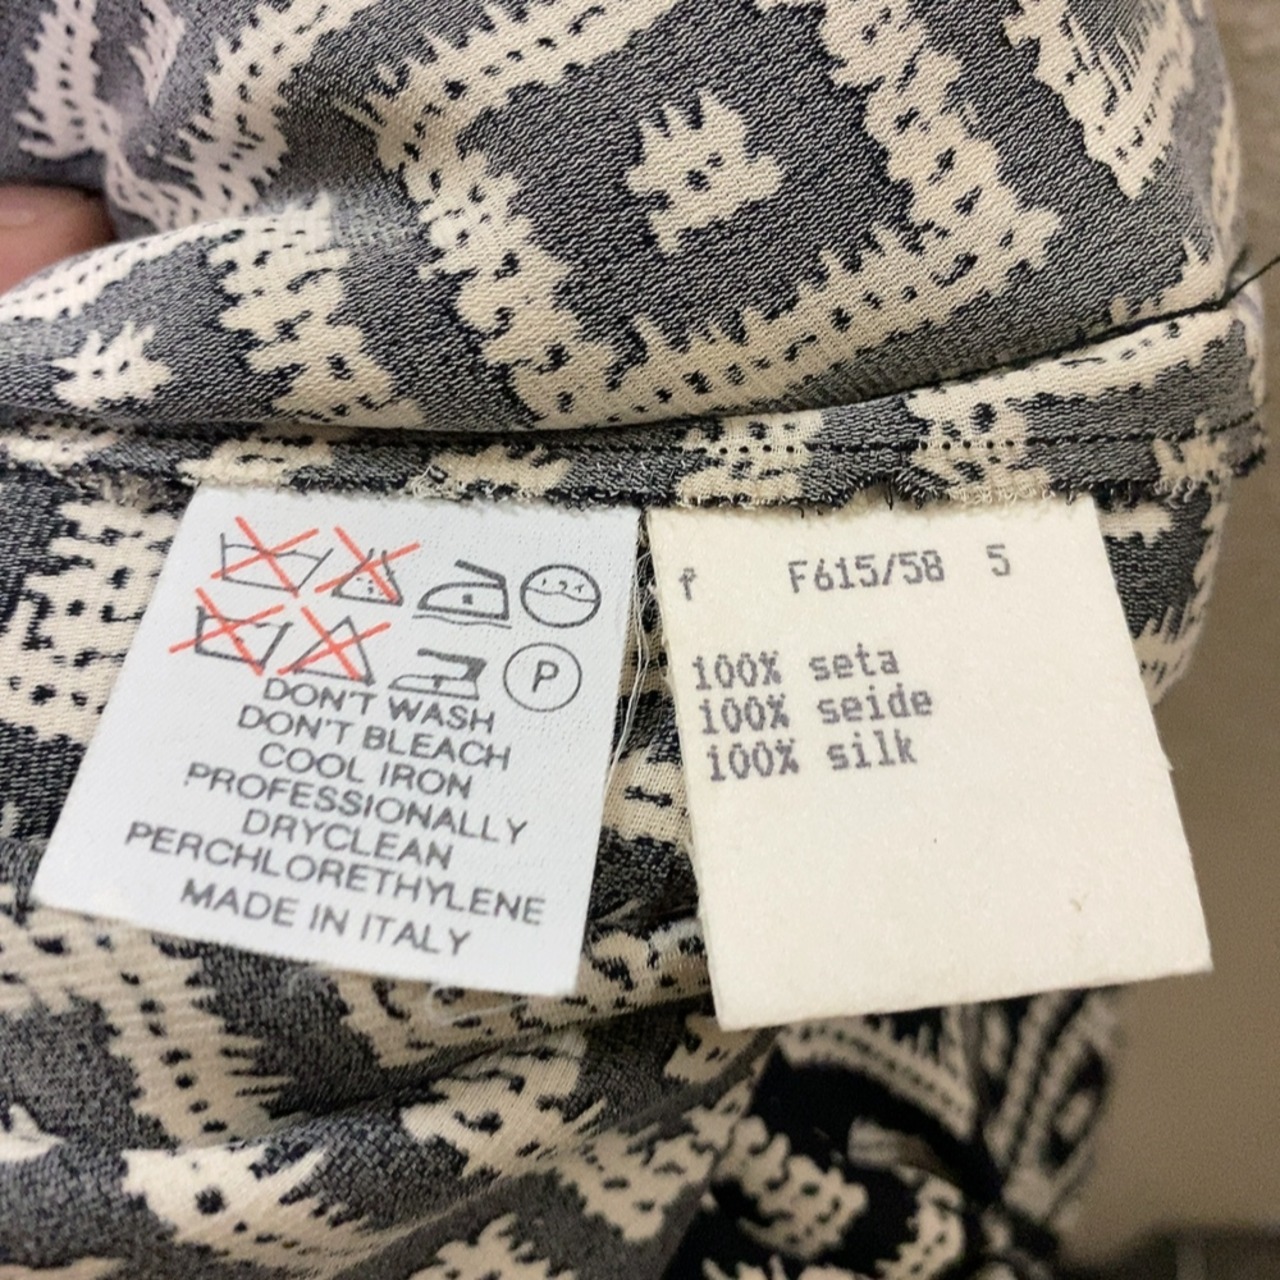 P
DON'T WASH
DON'T BLEACH
COOL IRON
PROFESSIONALLY
DRYCLEAN
PERCHLORETHYLENE
MADE IN ITALY
f F615/58 5
100% seta
100% seide
100% silk